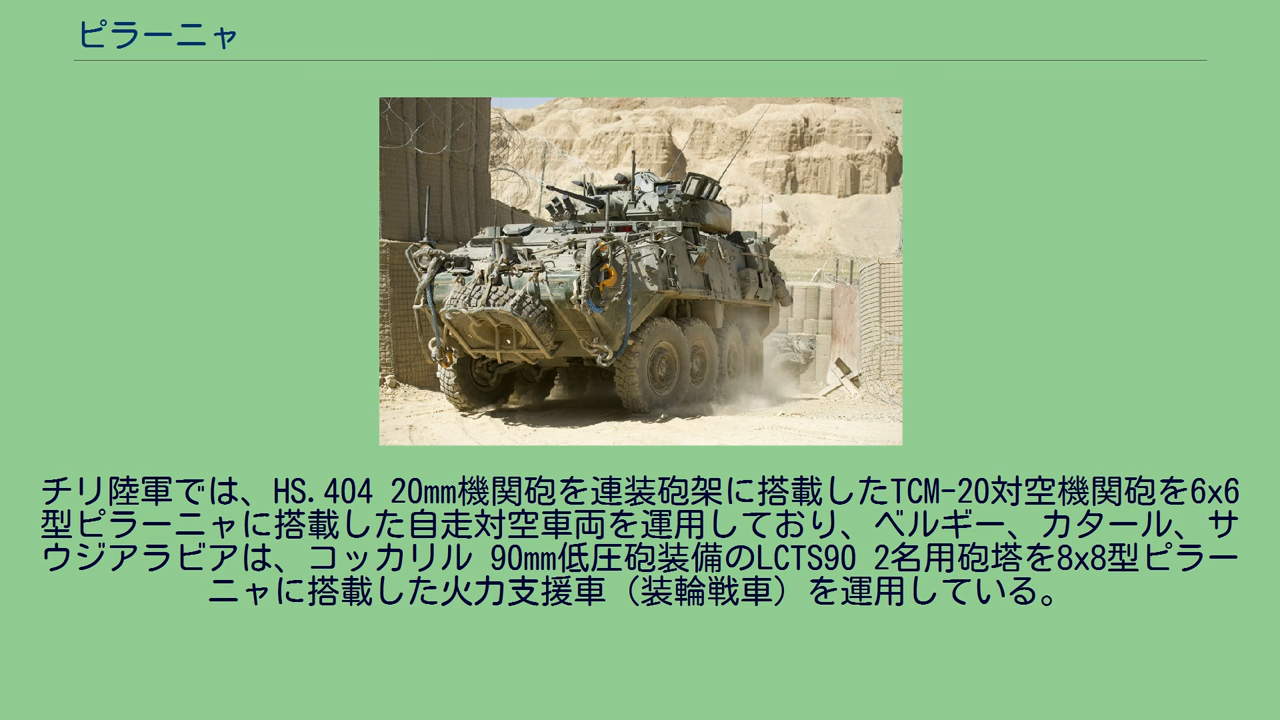 ピラーニャ
チリ陸軍では、HS.404 20mm機関砲を連装砲架に搭載したTCM-20対空機関砲を6x6
型ピラーニャに搭載した自走対空車両を運用しており、ベルギー、カタール、サ
ウジアラビアは、コッカリル 90mm低圧砲装備のLCTS90 2名用砲塔を8x8型ピラー
ニャに搭載した火力支援車（装輪戦車）を運用している。